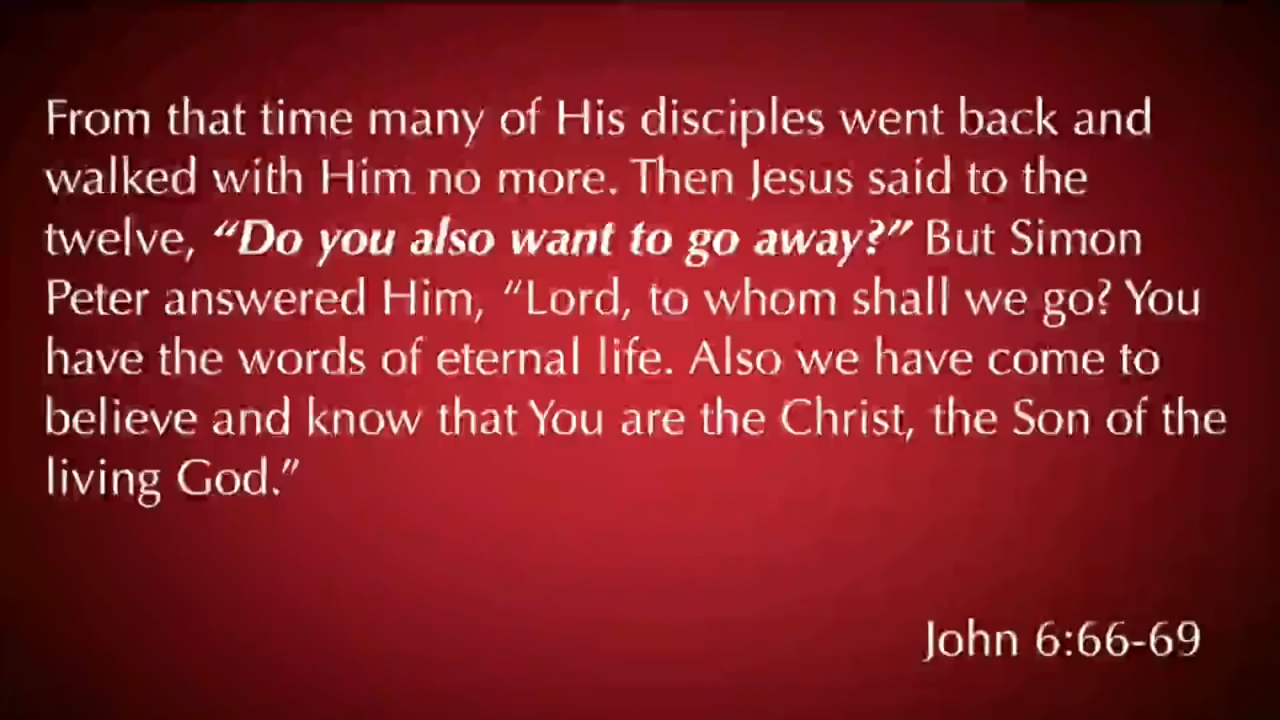 From that time many of His disciples went back and
walked with Him no more. Then Jesus said to the
twelve, “Do you also want to go away?” But Simon
Peter answered Him, “Lord, to whom shall we go? You
have the words of eternal life. Also we have come to
believe and know that You are the Christ, the Son of the
living God.”
John 6:66-69